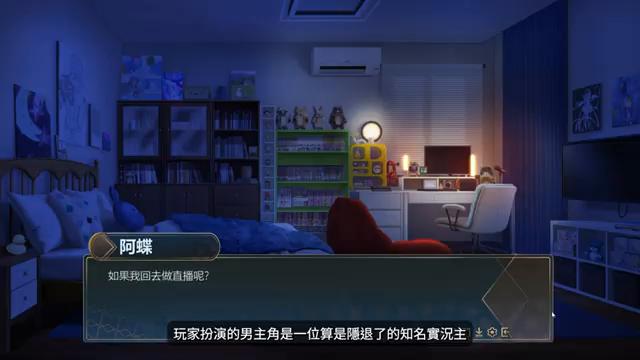 阿蝶
如果我回去做直播呢?
玩家扮演的男主角是一位算是隱退了的知名實況主